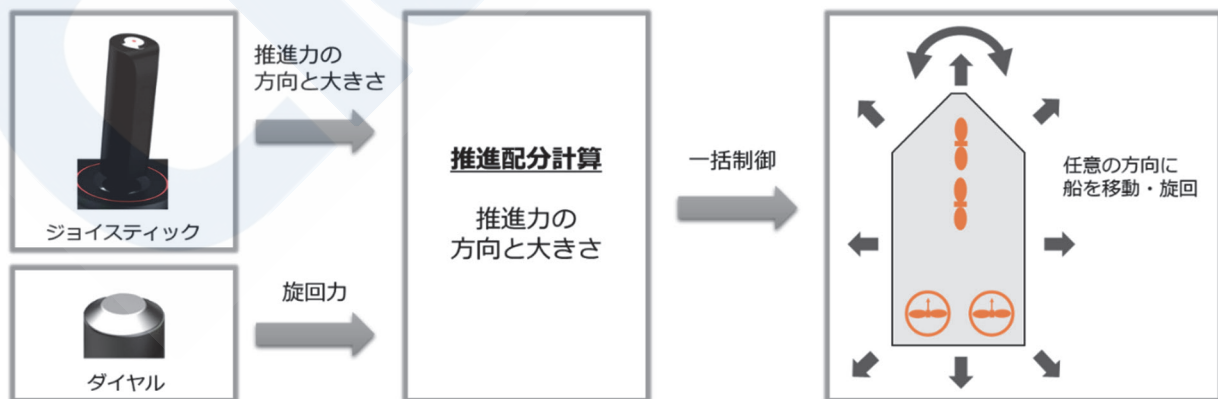 推進力の
方向と大きさ
ジョイスティック
旋回力
ダイヤル
推進配分計算
推進力の
方向と大きさ
一括制御
任意の方向に
船を移動・旋回